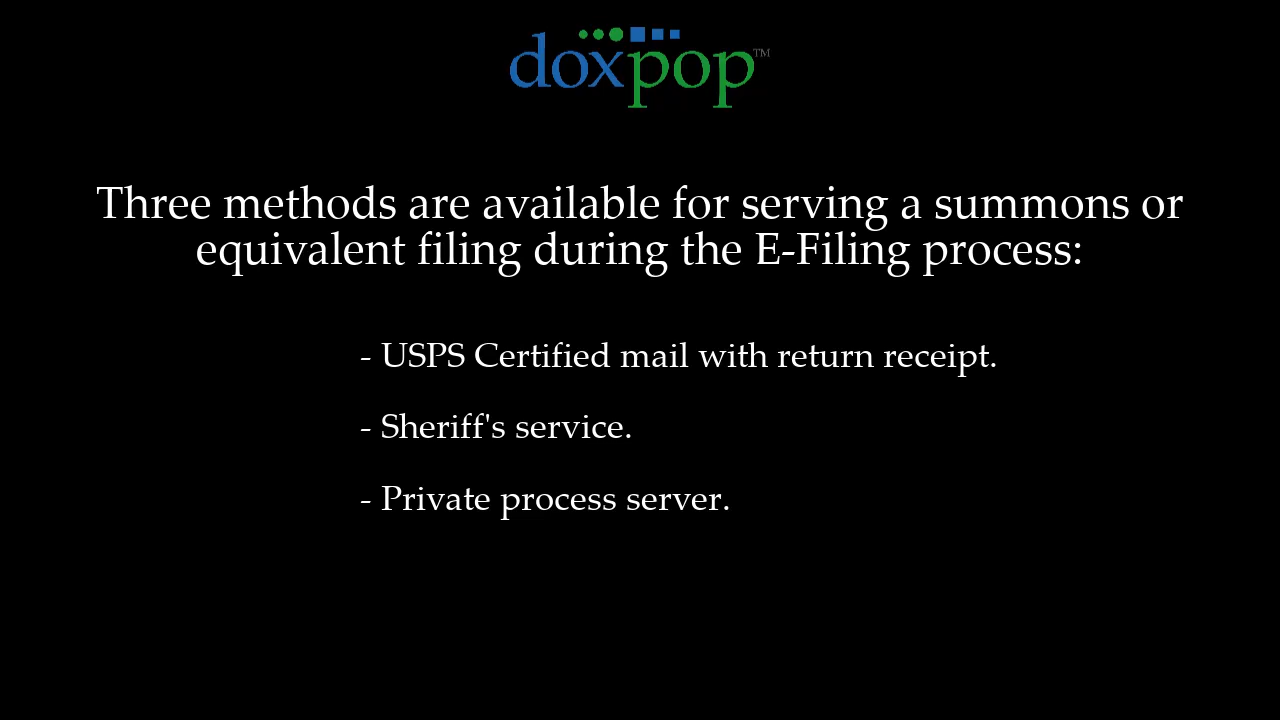 doxpop™
Three methods are available for serving a summons or
equivalent filing during the E-Filing process:
- USPS Certified mail with return receipt.
- Sheriff's service.
- Private process server.